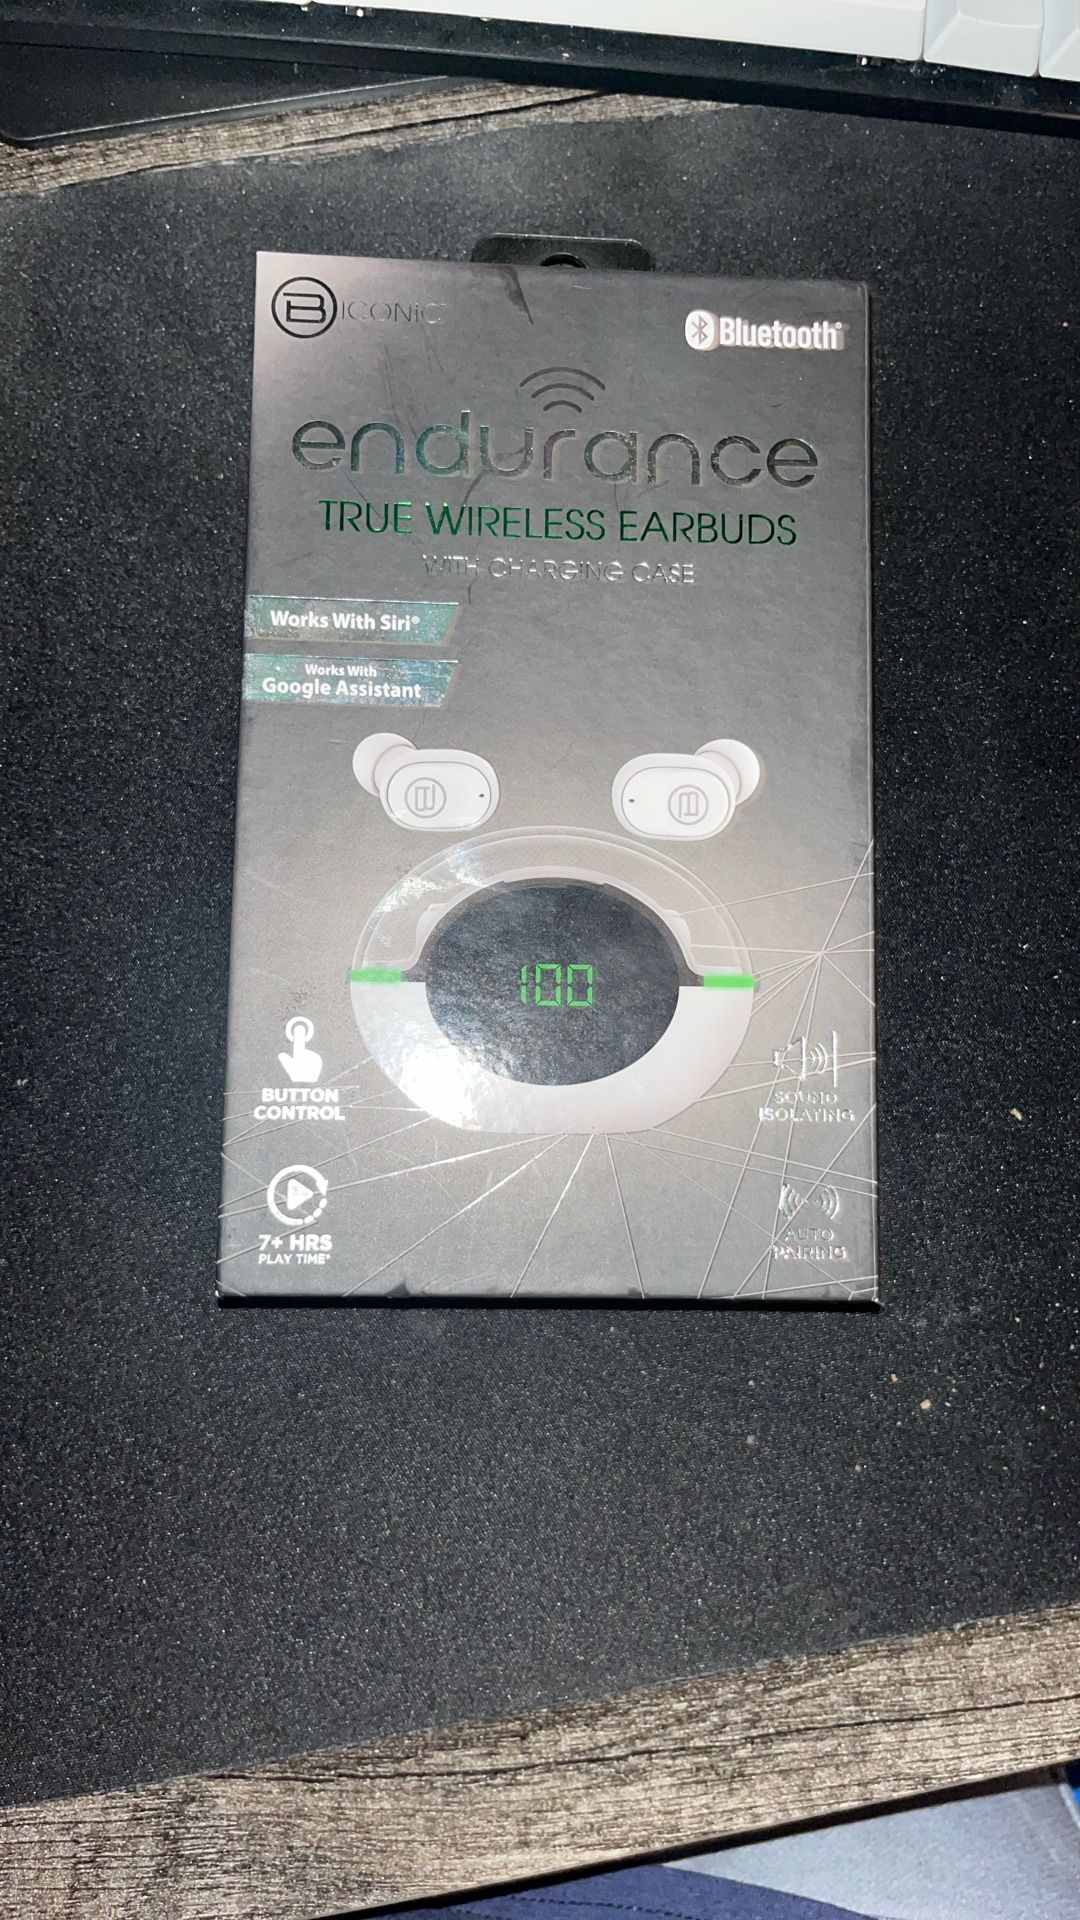 B ICONIC
Bluetooth®
endurance
TRUE WIRELESS EARBUDS
WITH CHARGING CASE
Works With Siri®
Works With
Google Assistant
B
B
100
BUTTON
CONTROL
SOUND
ISOLATING
7+ HRS
PLAY TIME*
AUTO
PAIRING